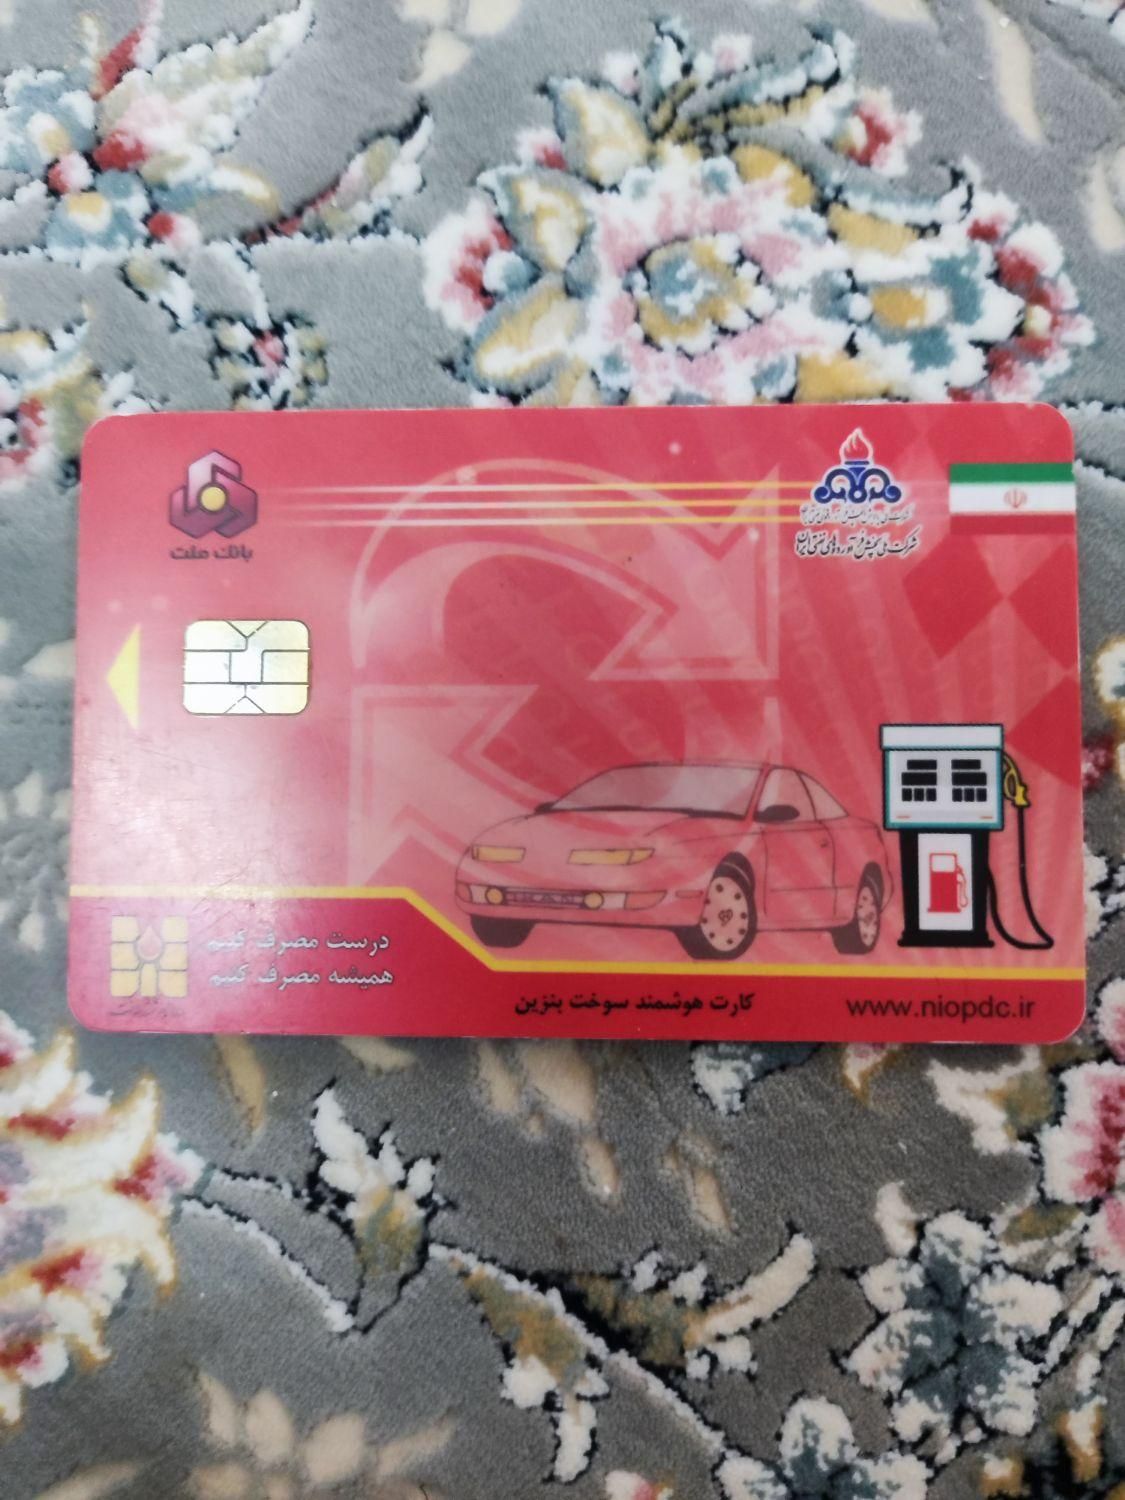 بانک ملت
شرکت ملی پخش فرآورده‌های نفتی ایران
درست مصرف کنیم
همیشه مصرف کنیم
کارت هوشمند سوخت بنزین
www.niopdc.ir